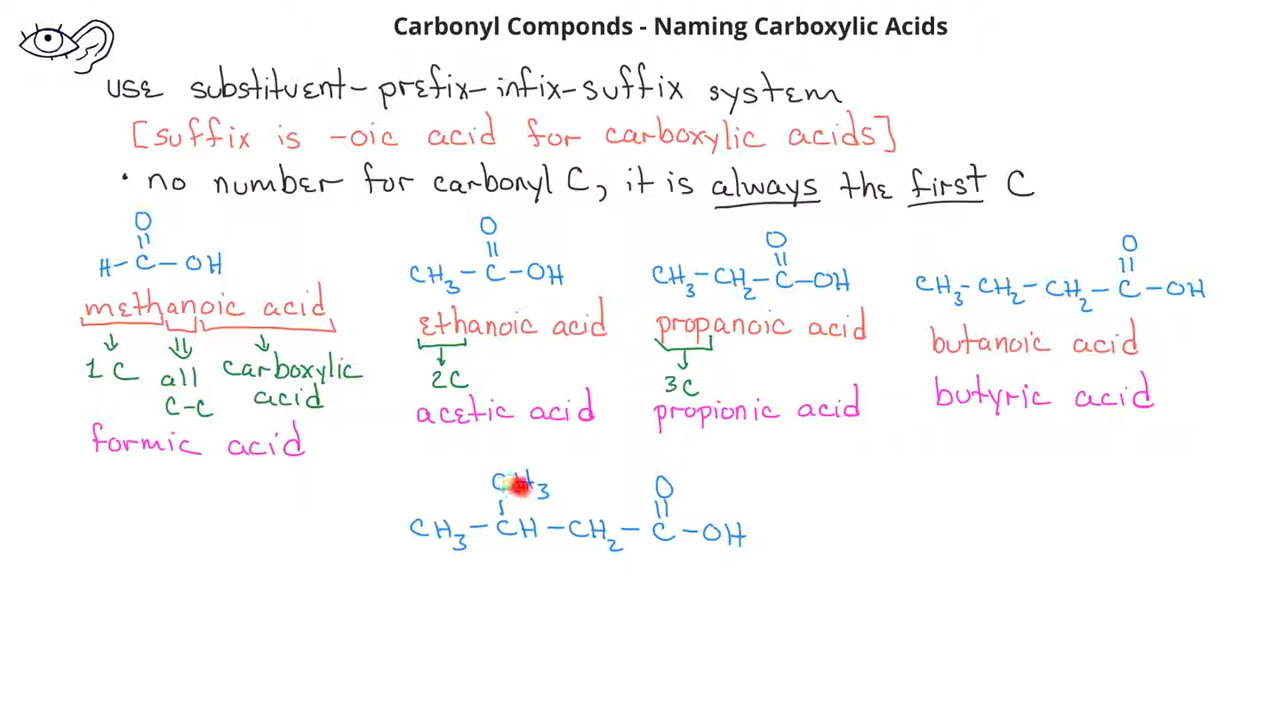 Carbonyl Componds - Naming Carboxylic Acids
use substituent-prefix-infix-suffix system
[suffix is -oic acid for carboxylic acids]
• no number for carbonyl C, it is always the first C
O
H-C-OH
methanoic acid
1C
all
C-C
carboxylic
acid
formic acid
O
CH3-C-OH
ethanoic acid
2C
acetic acid
O
CH3-CH2-C-OH
propanoic acid
3C
propionic acid
O
CH3-CH2-CH2-C-OH
butanoic acid
butyric acid
CH3 O
CH3-CH-CH2-C-OH